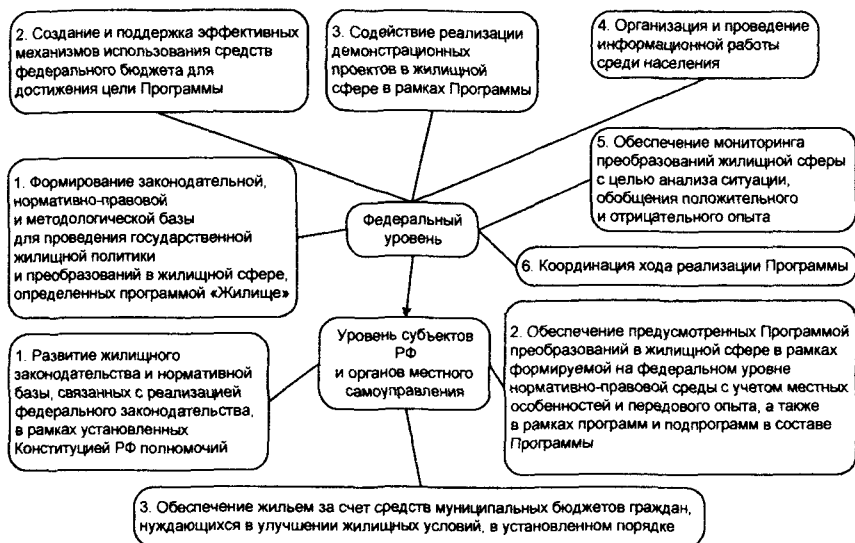 2. Создание и поддержка эффективных
механизмов использования средств
федерального бюджета для
достижения цели Программы
3. Содействие реализации
демонстрационных
проектов в жилищной
сфере в рамках Программы
4. Организация и проведение
информационной работы
среди населения
1. Формирование законодательной,
нормативно-правовой
и методологической базы
для проведения государственной
жилищной политики
и преобразований в жилищной сфере,
определенных программой «Жилище»
Федеральный
уровень
5. Обеспечение мониторинга
преобразований жилищной сферы
с целью анализа ситуации,
обобщения положительного
и отрицательного опыта
6. Координация хода реализации Программы
1. Развитие жилищного
законодательства и нормативной
базы, связанных с реализацией
федерального законодательства,
в рамках установленных
Конституцией РФ полномочий
Уровень субъектов
РФ
и органов местного
самоуправления
2. Обеспечение предусмотренных Программой
преобразований в жилищной сфере в рамках
формируемой на федеральном уровне
нормативно-правовой среды с учетом местных
особенностей и передового опыта, а также
в рамках программ и подпрограмм в составе
Программы
3. Обеспечение жильем за счет средств муниципальных бюджетов граждан,
нуждающихся в улучшении жилищных условий, в установленном порядке